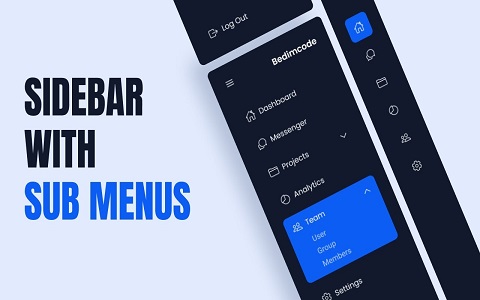 SIDEBAR
WITH
SUB MENUS
Log Out
Bedimcode
Dashboard
Messenger
Projects
Analytics
Team
User
Group
Members
Settings